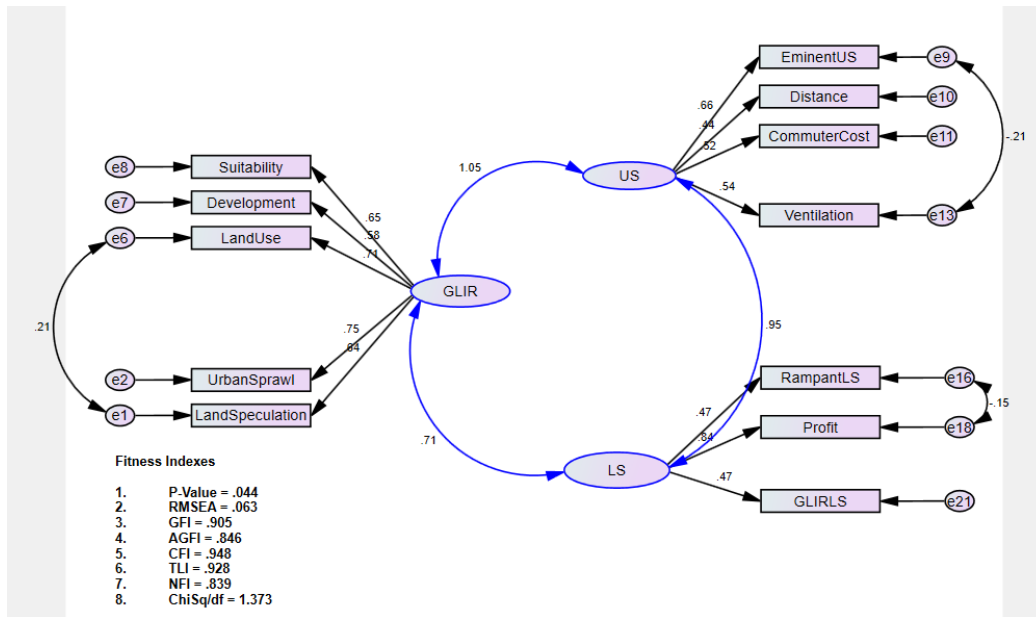 EminentUS
e9
.66
Distance
e10
.44
CommuterCost
e11
.52
-.21
1.05
US
.54
Ventilation
e13
e8
Suitability
.65
e7
Development
.58
e6
LandUse
.71
GLIR
.21
.95
.75
.64
e2
UrbanSprawl
e1
LandSpeculation
.71
RampantLS
e16
.47
-.15
Profit
e18
.84
LS
.47
GLIRLS
e21
Fitness Indexes
1. P-Value = .044
2. RMSEA = .063
3. GFI = .905
4. AGFI = .846
5. CFI = .948
6. TLI = .928
7. NFI = .839
8. ChiSq/df = 1.373